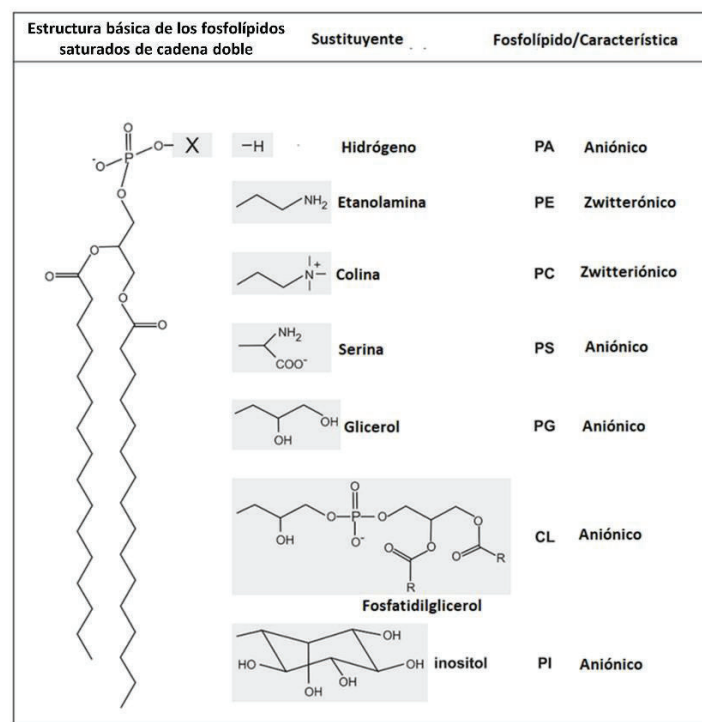 Estructura básica de los fosfolípidos
saturados de cadena doble
Sustituyente
Fosfolípido/Característica
O
⁻O P O X
O
O
O
O
O
–H Hidrógeno PA Aniónico
NH₂ Etanolamina PE Zwitterónico
N⁺ Colina PC Zwitteriónico
NH₂
COO⁻
Serina PS Aniónico
OH
OH
Glicerol PG Aniónico
O
O P O O
OH O⁻ O O O
R R
CL Aniónico
Fosfatidilglicerol
OH
HO OH
OH OH
inositol PI Aniónico